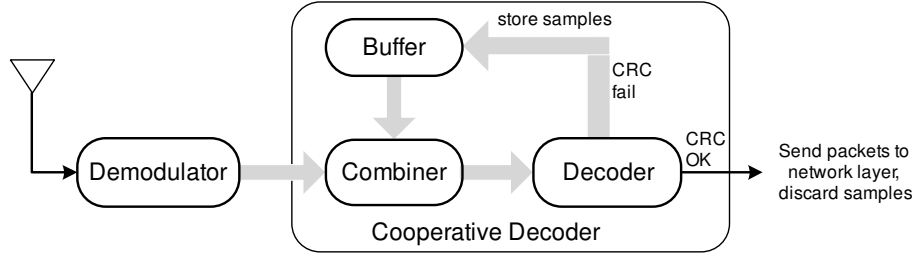 store samples
Buffer
CRC
fail
Demodulator
Combiner
Decoder
CRC
OK
Send packets to
network layer,
discard samples
Cooperative Decoder